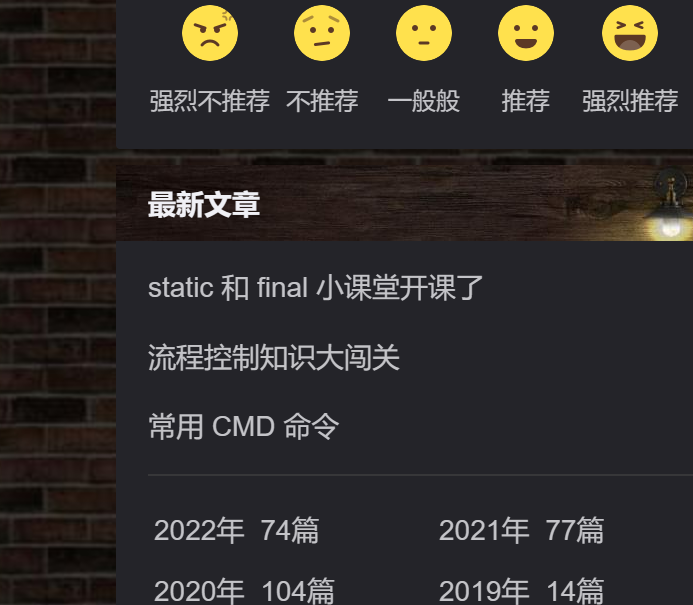 强烈不推荐 不推荐 一般般 推荐 强烈推荐
最新文章
static 和 final 小课堂开课了
流程控制知识大闯关
常用 CMD 命令
2022年 74篇 2021年 77篇
2020年 104篇 2019年 14篇